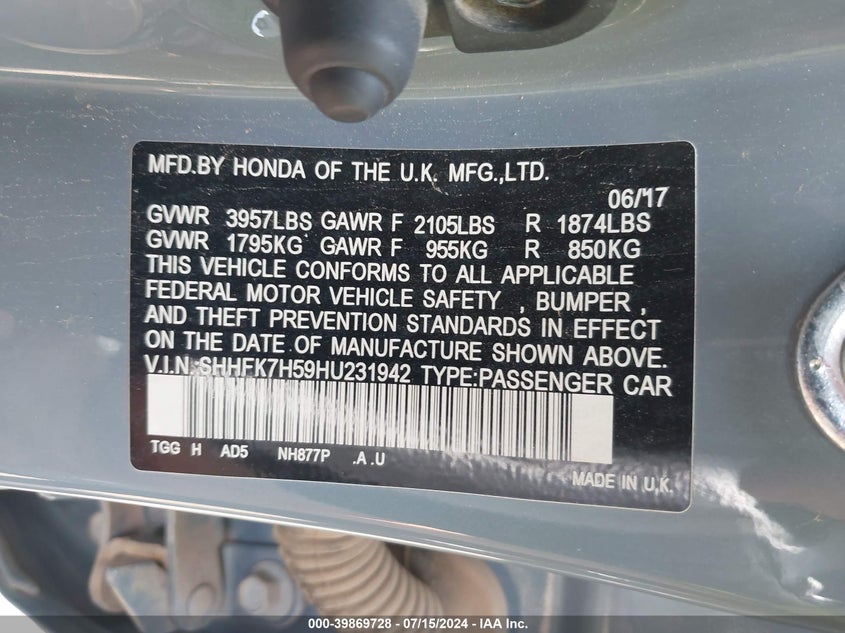 MFD.BY HONDA OF THE U.K. MFG.,LTD.
06/17
GVWR 3957LBS GAWR F 2105LBS R 1874LBS
GVWR 1795KG GAWR F 955KG R 850KG
THIS VEHICLE CONFORMS TO ALL APPLICABLE
FEDERAL MOTOR VEHICLE SAFETY , BUMPER ,
AND THEFT PREVENTION STANDARDS IN EFFECT
ON THE DATE OF MANUFACTURE SHOWN ABOVE.
V.I.N.:SHHFK7H59HU231942 TYPE:PASSENGER CAR
TGG H AD5 NH877P .A .U
MADE IN U.K.
000-39869728 - 07/15/2024 - IAA Inc.